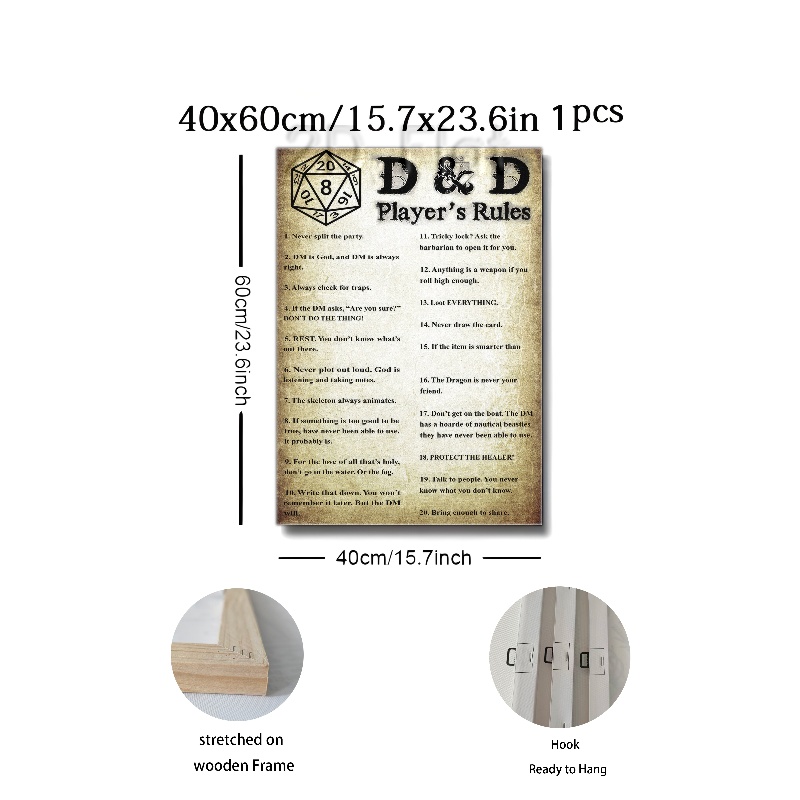 40x60cm/15.7x23.6in 1pcs
D & D
Player's Rules
20
8
10
16
17
1. Never split the party.
2. DM is God, and DM is always
right.
3. Always check for traps.
4. If the DM asks, “Are you sure?”
DON'T DO THE THING!
5. REST. You don't know what's
out there.
6. Never plot out loud. God is
listening and taking notes.
7. The skeleton always animates.
8. If something is too good to be
true, have never been able to use.
it probably is.
9. For the love of all that's holy,
don't go in the water. Or the fog.
10. Write that down. You won't
remember it later. But the DM
will.
11. Tricky lock? Ask the
barbarian to open it for you.
12. Anything is a weapon if you
roll high enough.
13. Loot EVERYTHING.
14. Never draw the card.
15. If the item is smarter than
16. The Dragon is never your
friend.
17. Don't get on the boat. The DM
has a hoarde of nautical beasties
they have never been able to use.
18. PROTECT THE HEALER!
19. Talk to people. You never
know what you don't know.
20. Bring enough to share.
60cm/23.6inch
40cm/15.7inch
stretched on
wooden Frame
Hook
Ready to Hang